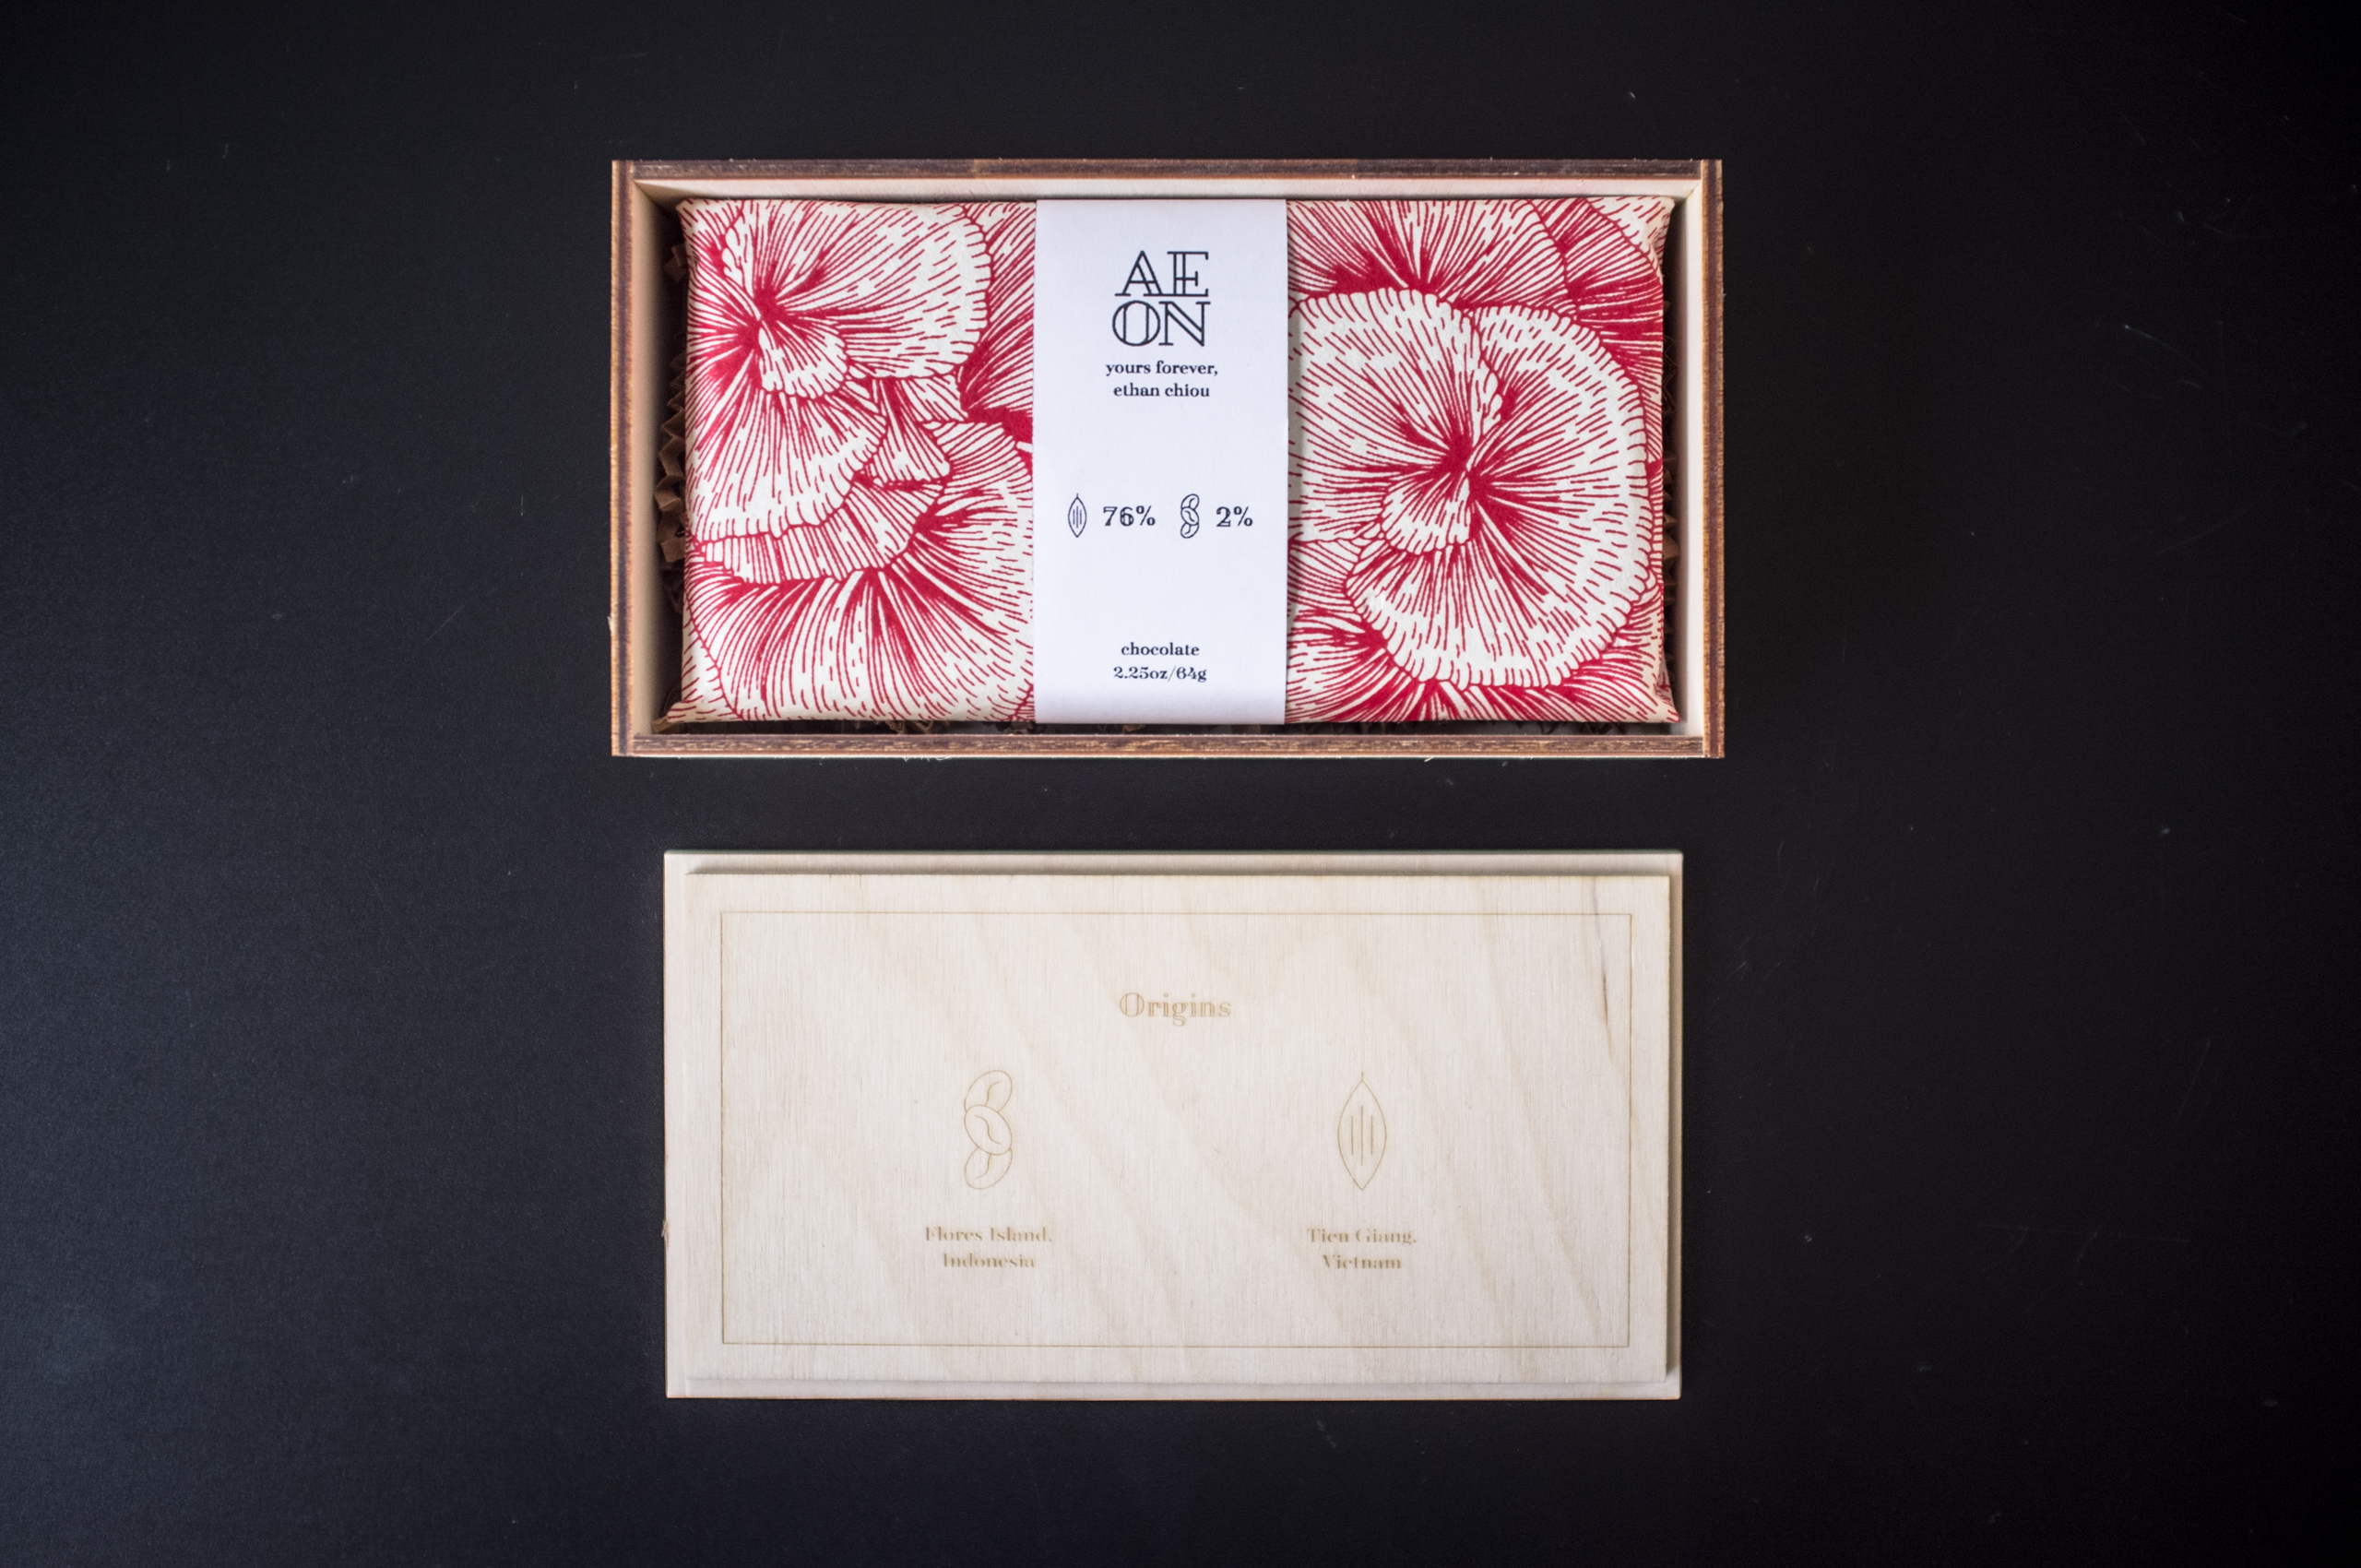 AE
ON
yours forever,
ethan chiou
76% 2%
chocolate
2.25oz/64g
Origins
Flores Island,
Indonesia
Tien Giang,
Vietnam